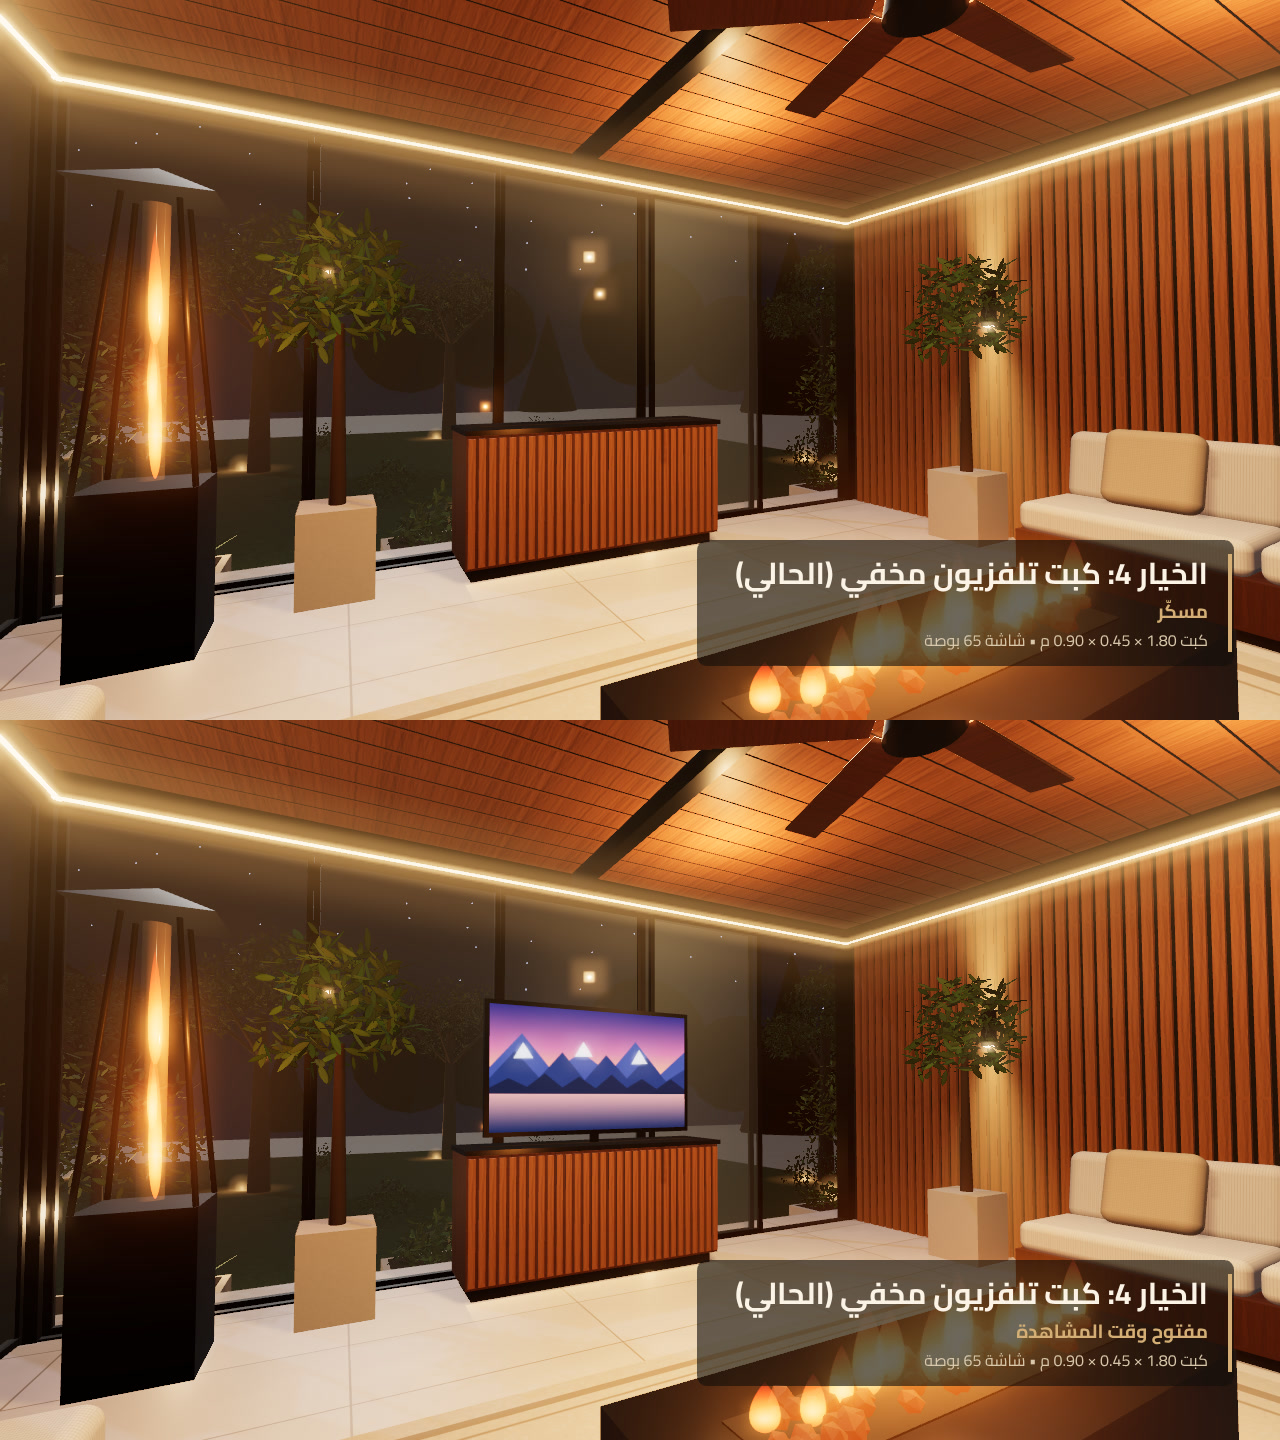 الخيار 4: كبت تلفزيون مخفي (الحالي)
مسكّر
كبت 1.80 × 0.45 × 0.90 م • شاشة 65 بوصة
الخيار 4: كبت تلفزيون مخفي (الحالي)
مفتوح وقت المشاهدة
كبت 1.80 × 0.45 × 0.90 م • شاشة 65 بوصة